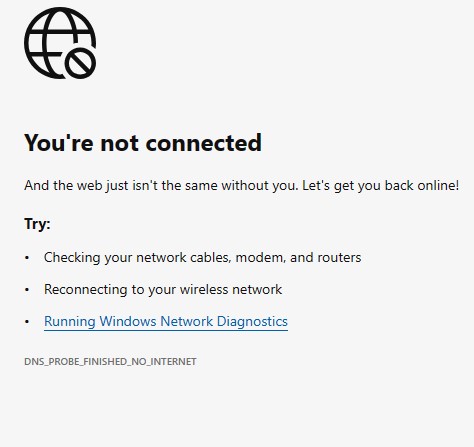 You're not connected
And the web just isn't the same without you. Let's get you back online!
Try:
• Checking your network cables, modem, and routers
• Reconnecting to your wireless network
• Running Windows Network Diagnostics
DNS_PROBE_FINISHED_NO_INTERNET